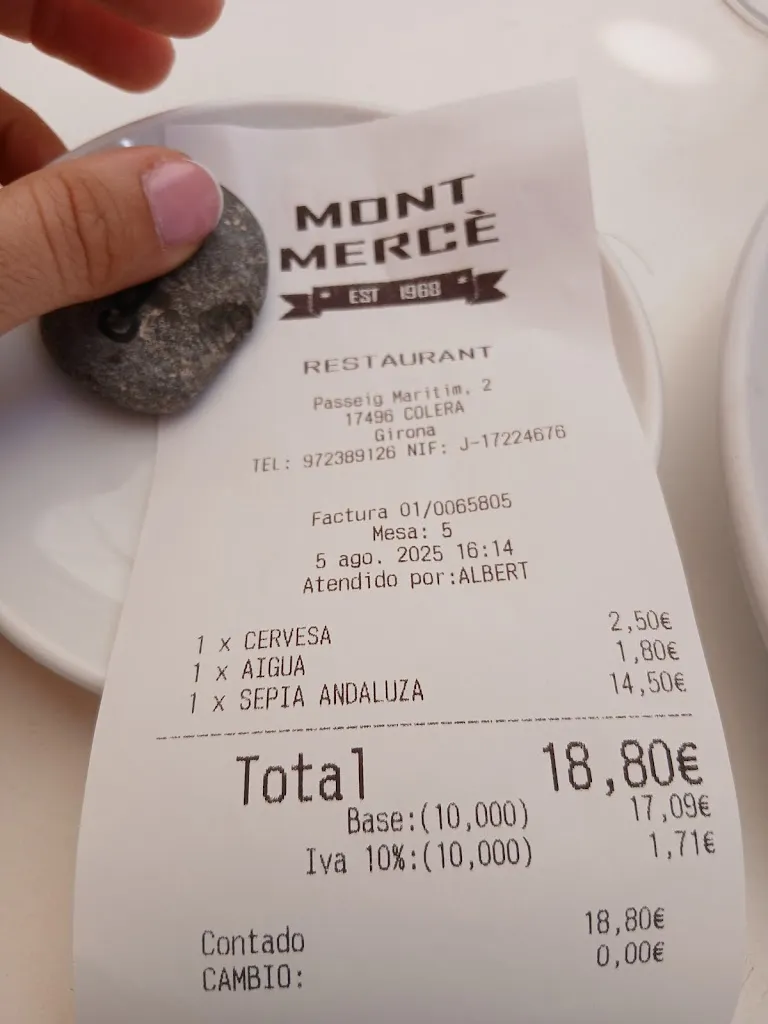 MONT
MERCÈ
EST 1968
RESTAURANT
Passeig Maritim, 2
17496 COLERA
Girona
TEL: 972389126 NIF: J-17224676
Factura 01/0065805
Mesa: 5
5 ago. 2025 16:14
Atendido por:ALBERT
1 x CERVESA 2,50€
1 x AIGUA 1,80€
1 x SEPIA ANDALUZA 14,50€
Total 18,80€
Base:(10,000) 17,09€
Iva 10%:(10,000) 1,71€
Contado 18,80€
CAMBIO: 0,00€